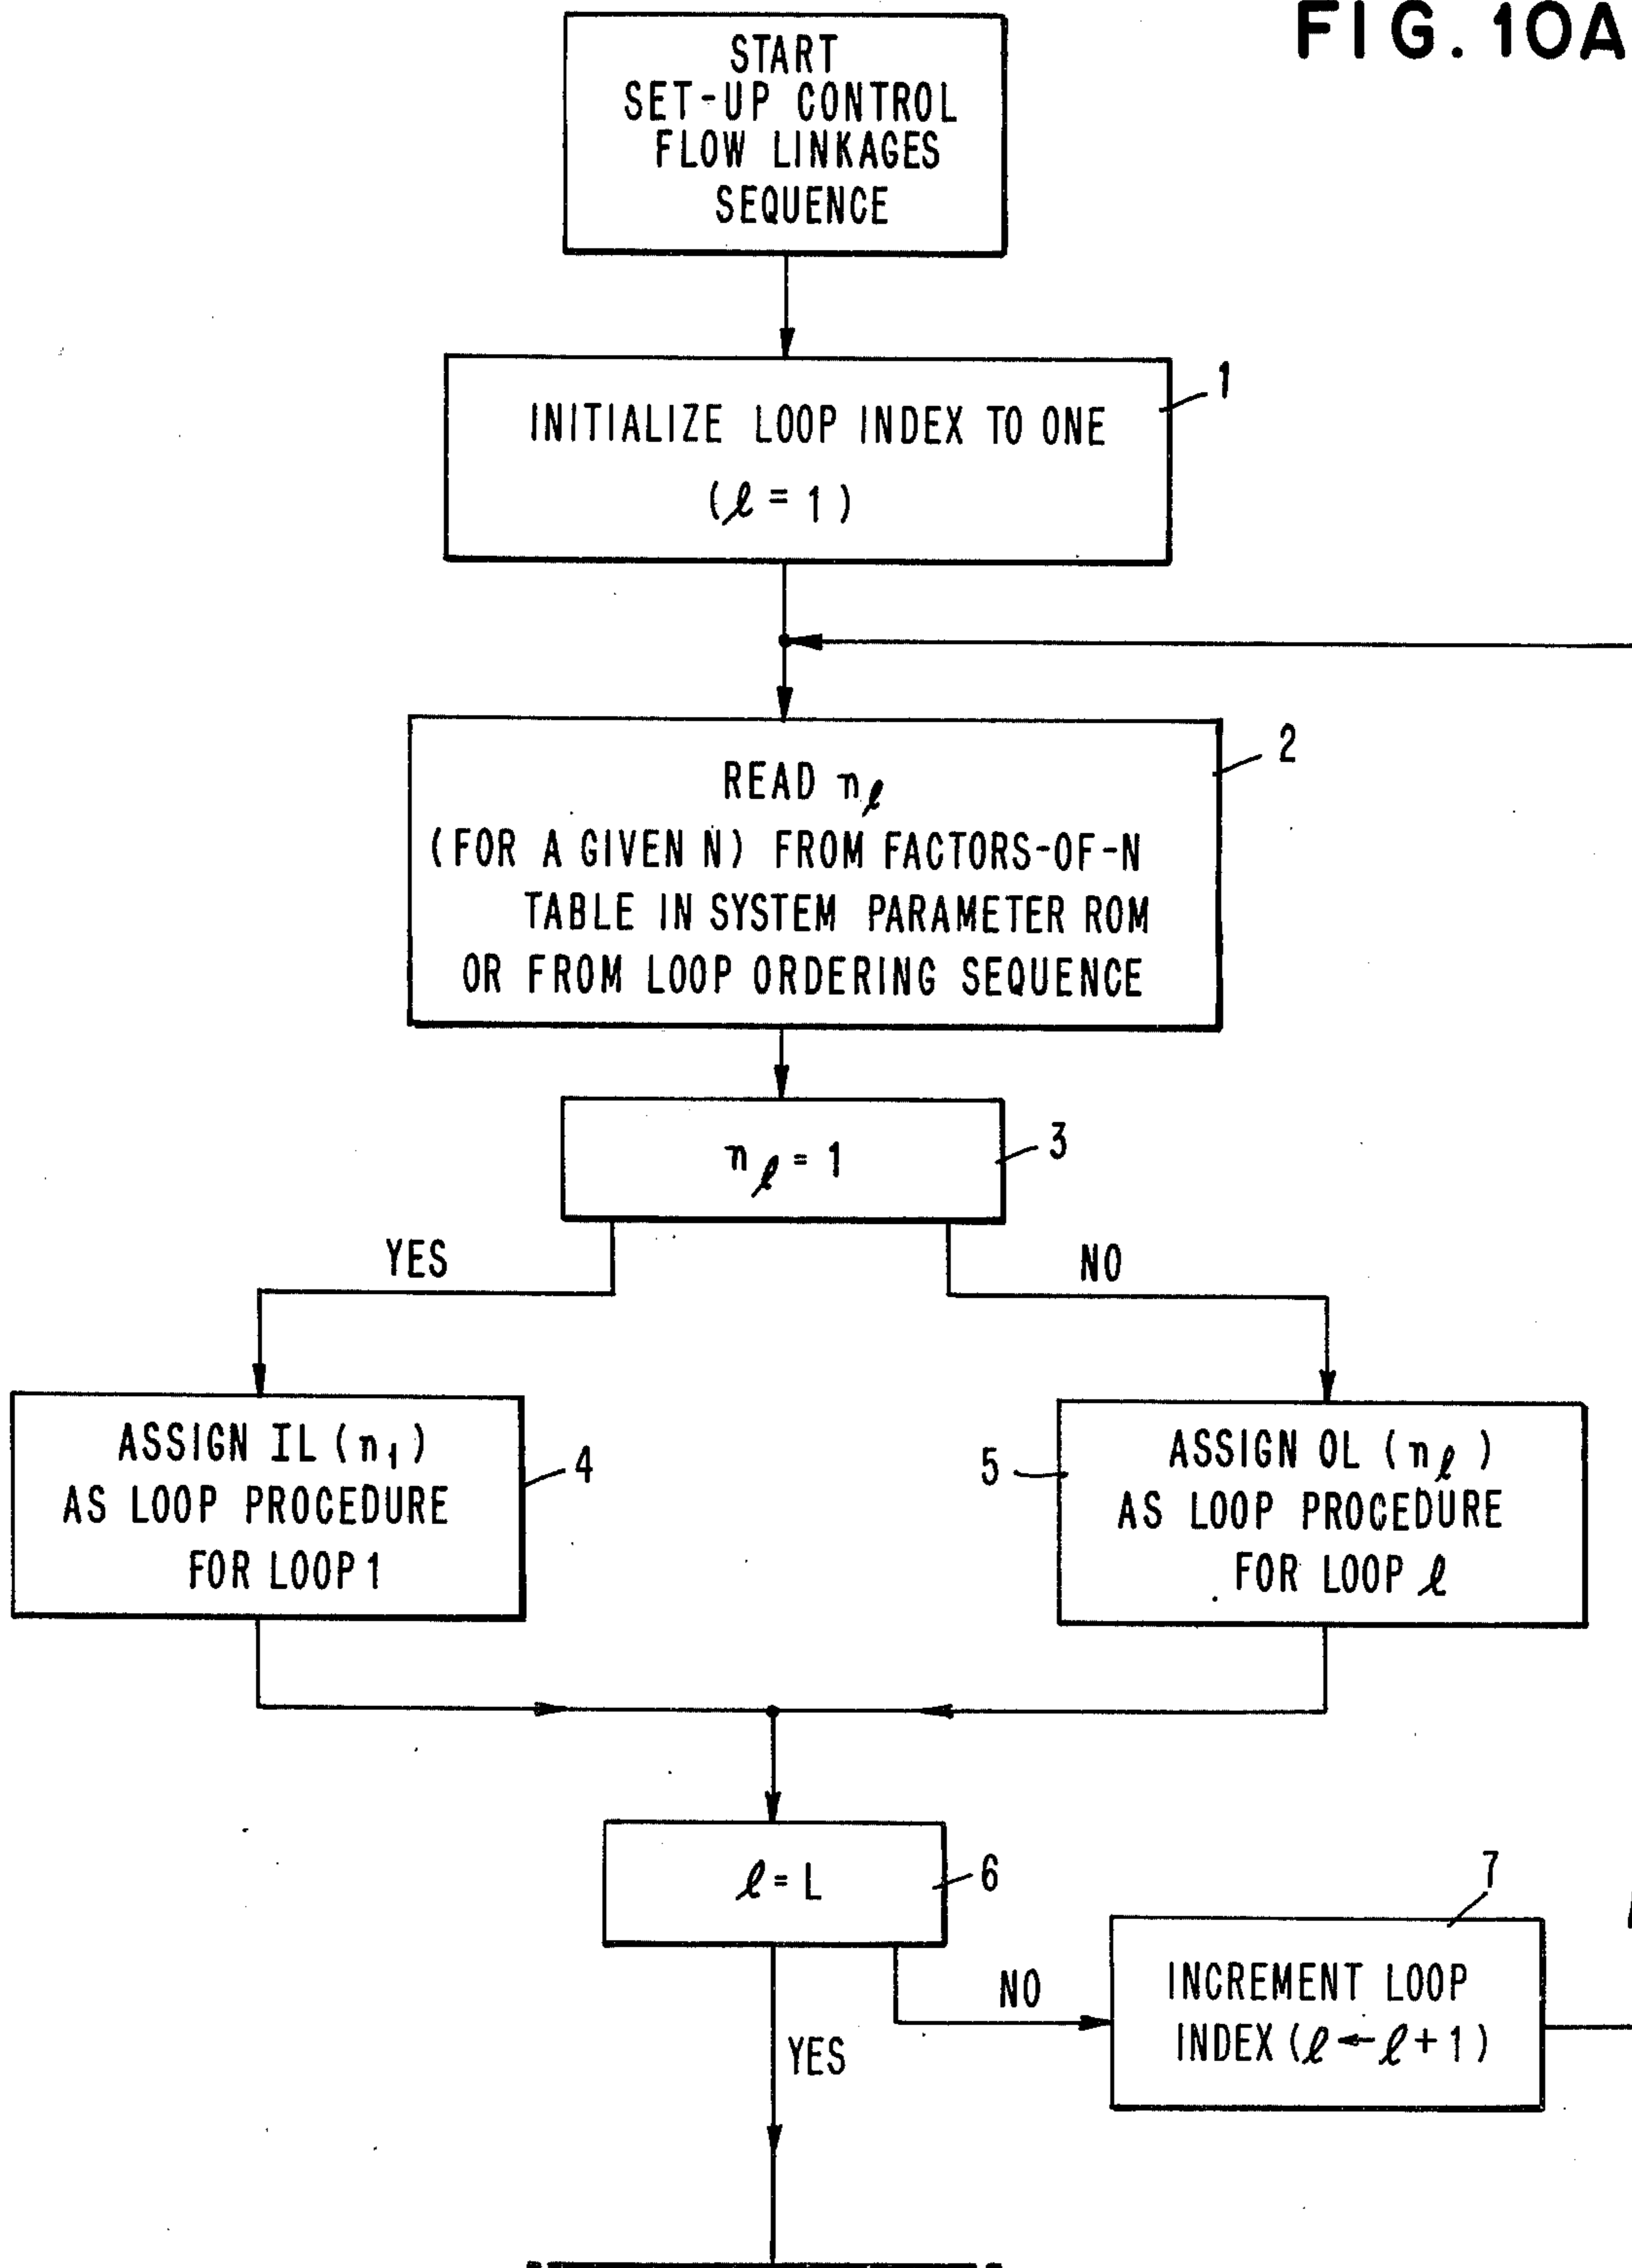 FIG. 10A
START
SET-UP CONTROL
FLOW LINKAGES
SEQUENCE
1
INITIALIZE LOOP INDEX TO ONE
(ℓ = 1)
2
READ nℓ
(FOR A GIVEN N) FROM FACTORS-OF-N
TABLE IN SYSTEM PARAMETER ROM
OR FROM LOOP ORDERING SEQUENCE
3
nℓ = 1
YES
NO
ASSIGN IL (n1)
AS LOOP PROCEDURE
FOR LOOP 1
4
5
ASSIGN OL (nℓ)
AS LOOP PROCEDURE
FOR LOOP ℓ
ℓ = L
6
7
NO
INCREMENT LOOP
INDEX (ℓ ← ℓ + 1)
YES